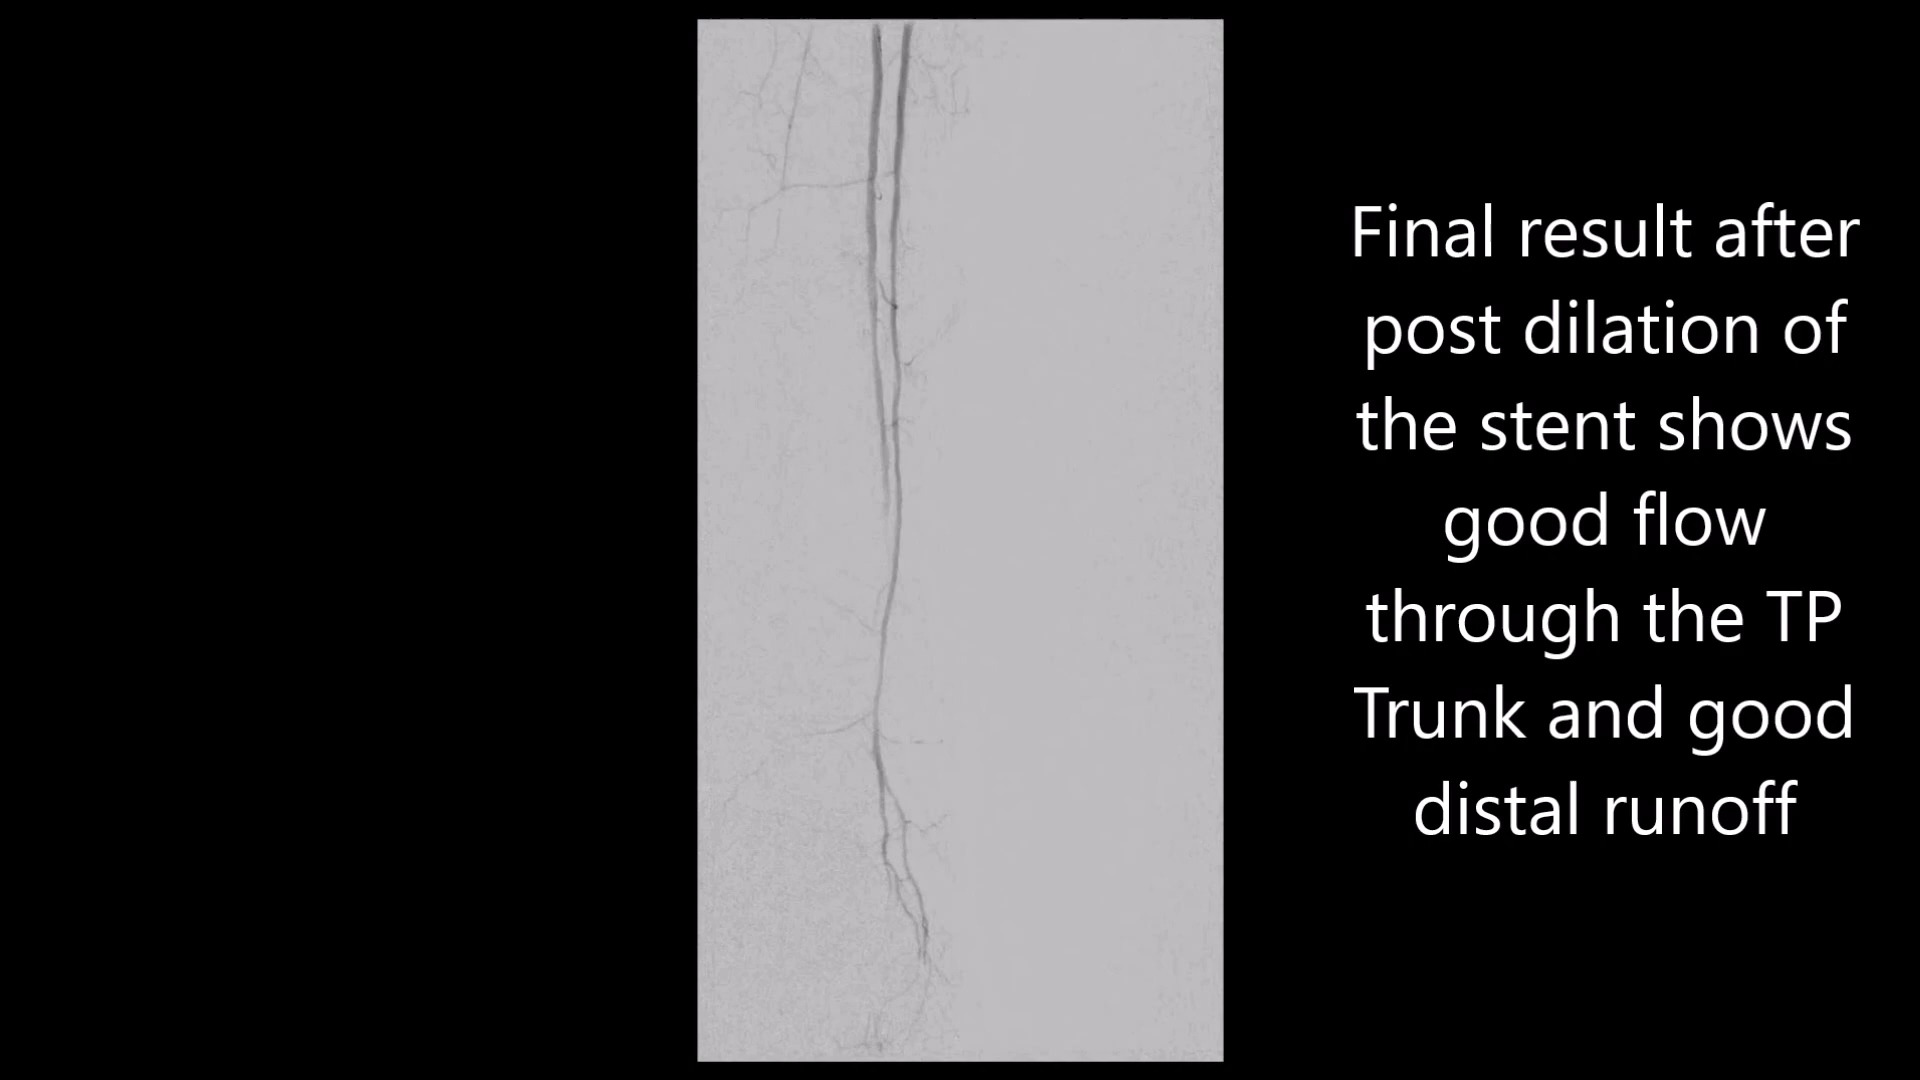 Final result after
post dilation of
the stent shows
good flow
through the TP
Trunk and good
distal runoff